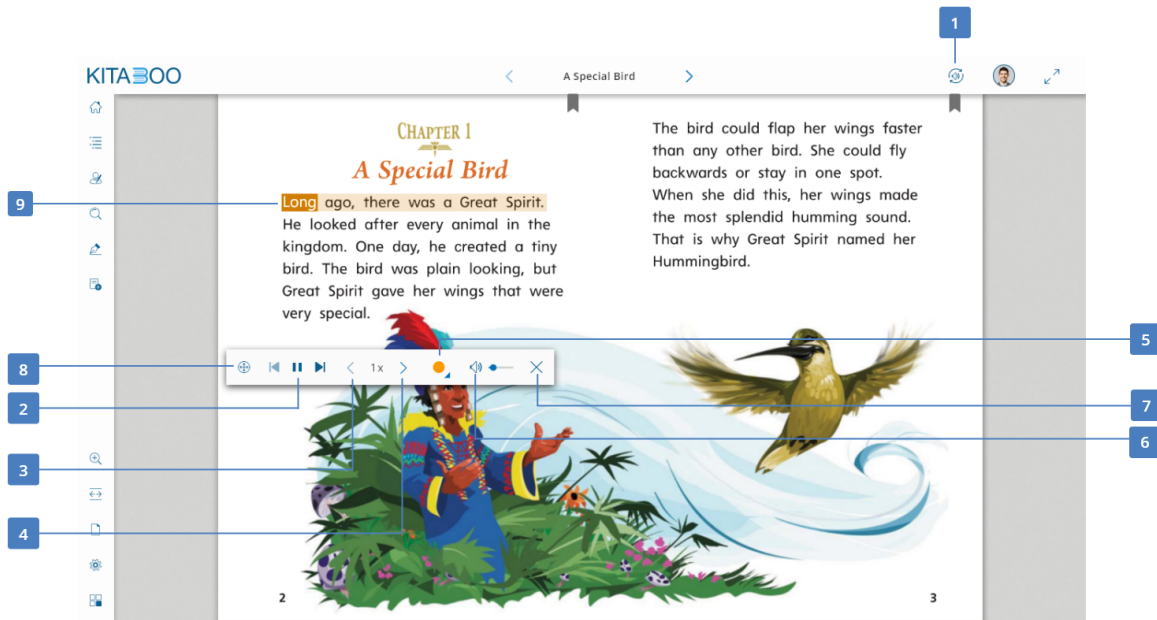 1
KITABOO
A Special Bird
CHAPTER 1
A Special Bird
Long ago, there was a Great Spirit.
He looked after every animal in the
kingdom. One day, he created a tiny
bird. The bird was plain looking, but
Great Spirit gave her wings that were
very special.
The bird could flap her wings faster
than any other bird. She could fly
backwards or stay in one spot.
When she did this, her wings made
the most splendid humming sound.
That is why Great Spirit named her
Hummingbird.
9
5
8
1x
2
7
6
3
4
2
3